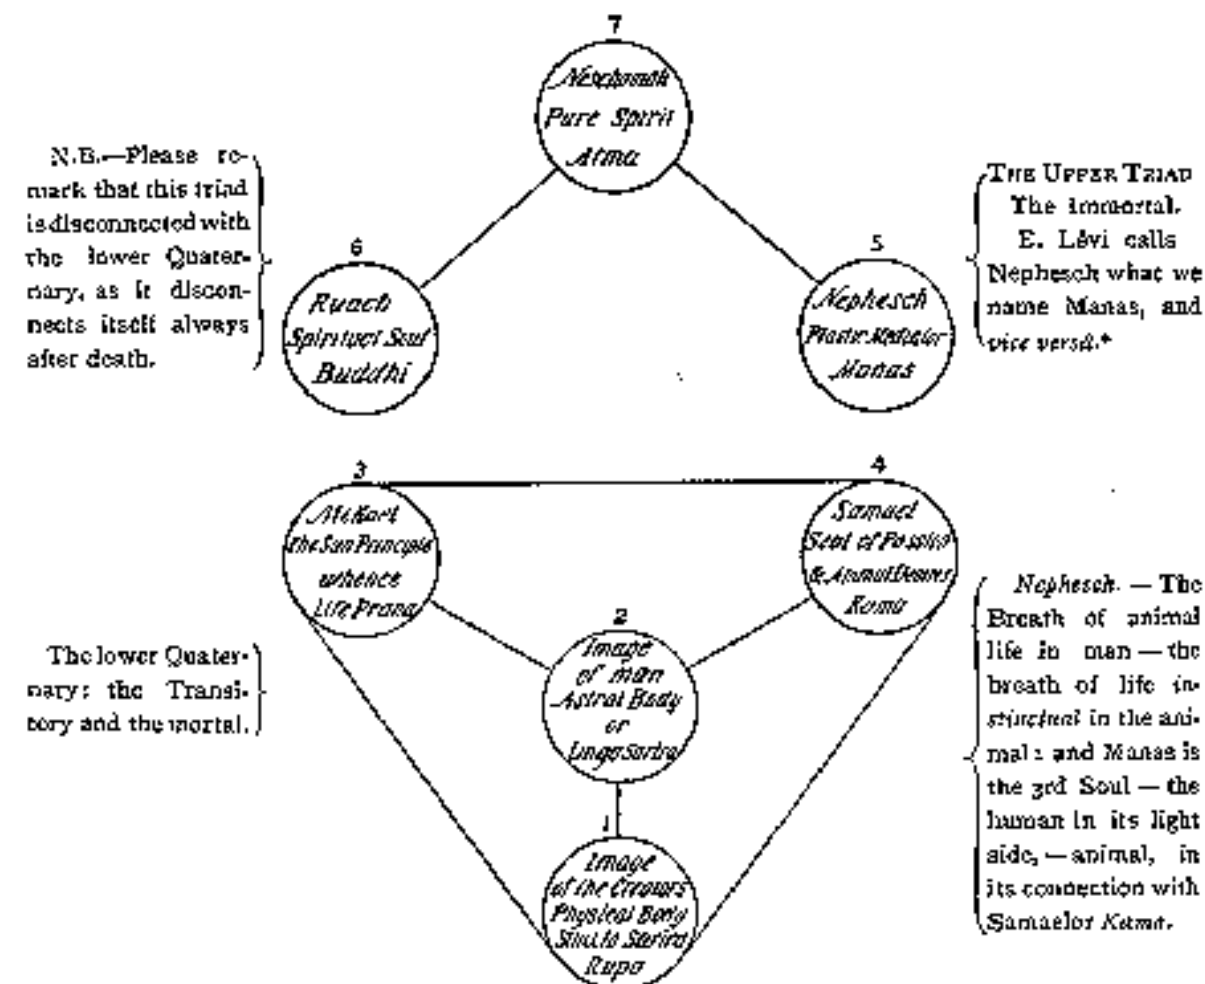 7
Neschamah
Pure Spirit
Atma
N.B.—Please re-
mark that this triad
is disconnected with
the lower Quater-
nary, as it discon-
nects itself always
after death.
THE UPPER TRIAD
The Immortal.
E. Lévi calls
Nephesch what we
name Manas, and
vice versâ.*
6
Ruach
Spiritual Soul
Buddhi
5
Nephesch
Plastic Mediator
Manas
3
the Sun Principle
whence
Life Prana
4
Samael
Seat of Passion
& Animal Desires
Kama
The lower Quater-
nary: the Transi-
tory and the mortal.
2
Image
of man
Astral Body
or
Linga Sarira
Nephesch. — The
Breath of animal
life in man — the
breath of life in-
stinctual in the ani-
mal: and Manas is
the 3rd Soul — the
human in its light
side, — animal, in
its connection with
Samael or Kama.
1
Image
of the Creators
Physical Body
Sthula Sarira
Rupa